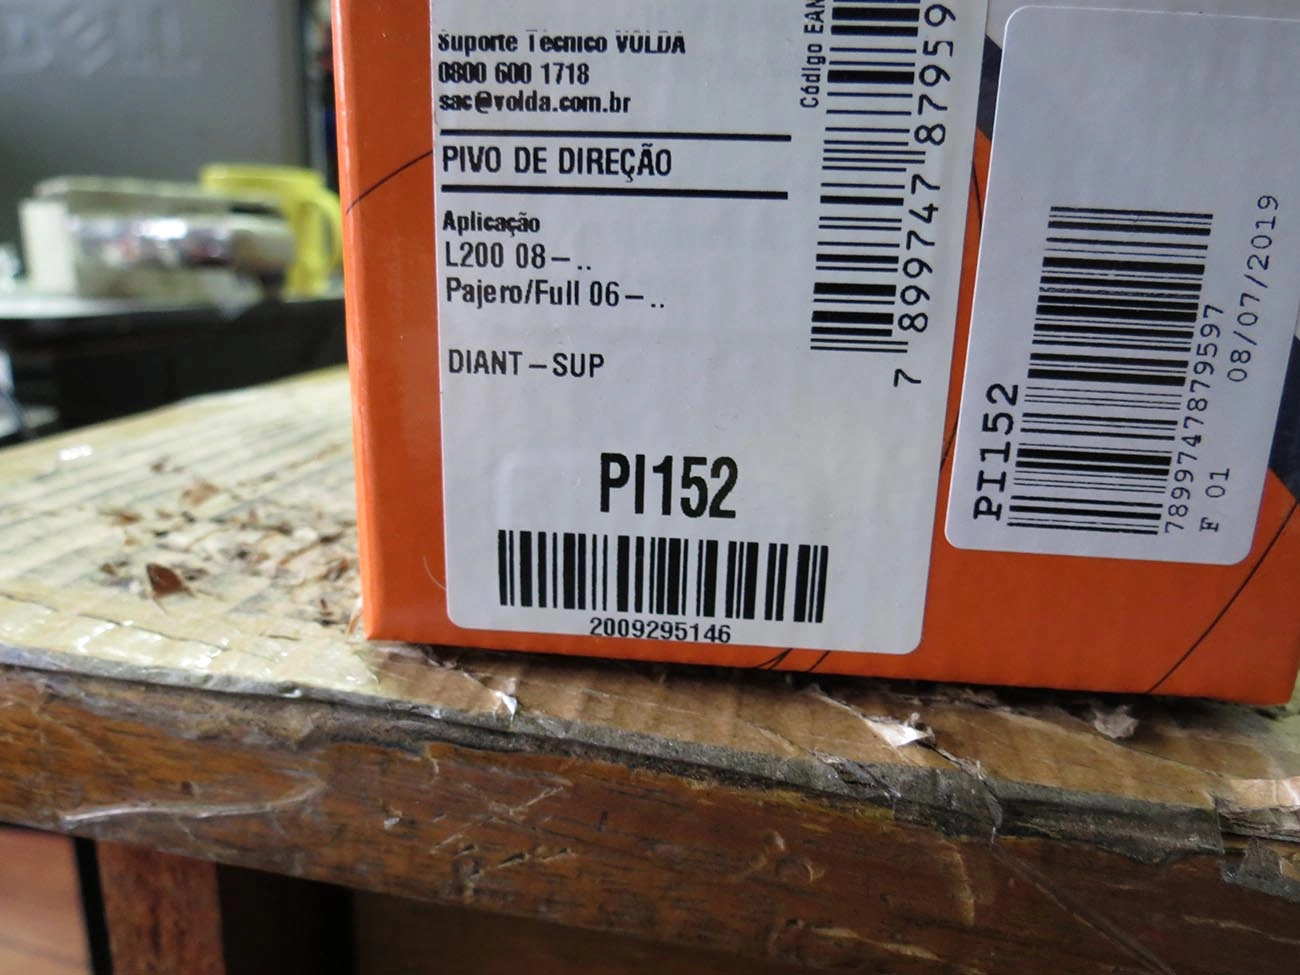 Suporte Técnico VOLDA
0800 600 1718
sac@volda.com.br
PIVO DE DIREÇÃO
Aplicação
L200 08–..
Pajero/Full 06–..
DIANT–SUP
PI152
2009295146
Código EAN
7 899747 87959
PI152
7899747879597
F 01
08/07/2019